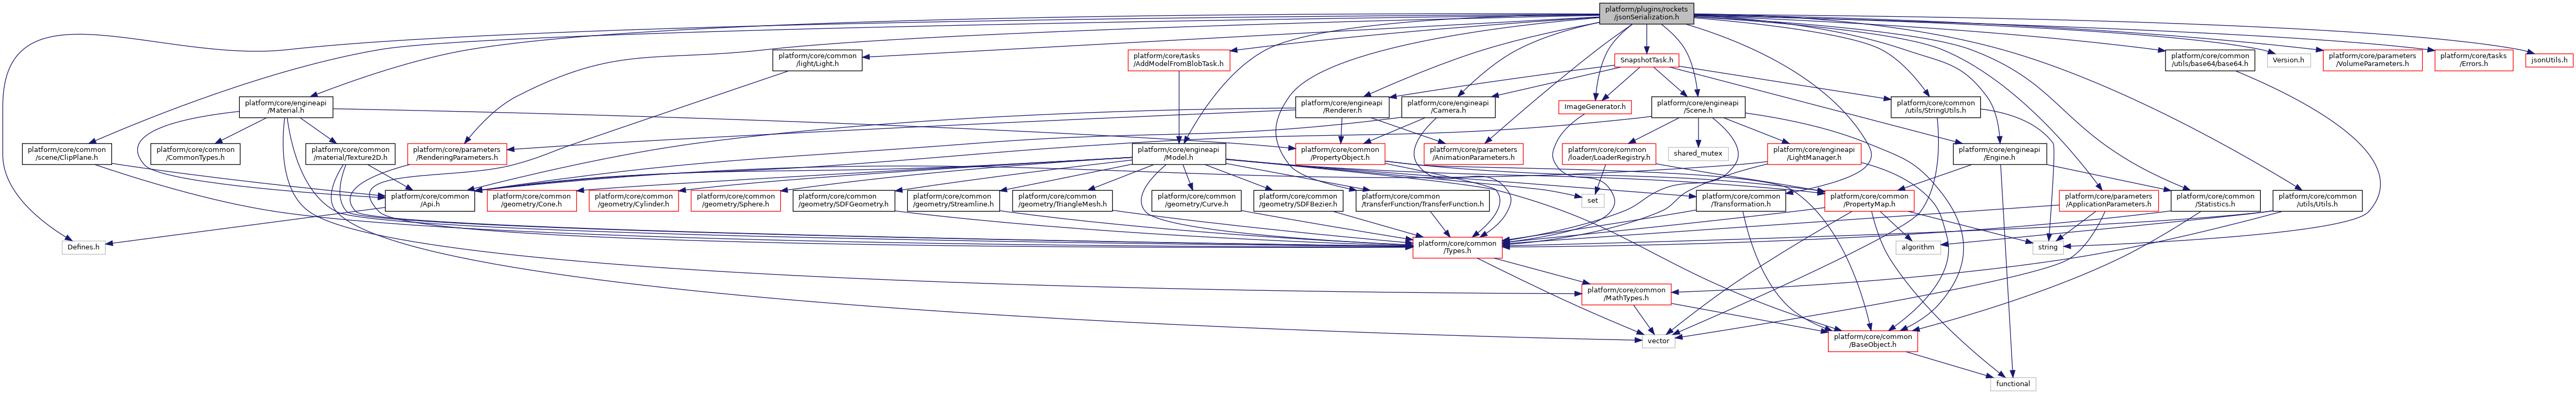 platform/plugins/rockets
/jsonSerialization.h
platform/core/common
/light/Light.h
platform/core/tasks
/AddModelFromBlobTask.h
SnapshotTask.h
platform/core/common
/utils/base64/base64.h
Version.h
platform/core/parameters
/VolumeParameters.h
platform/core/tasks
/Errors.h
jsonUtils.h
platform/core/engineapi
/Material.h
platform/core/engineapi
/Renderer.h
platform/core/engineapi
/Camera.h
ImageGenerator.h
platform/core/engineapi
/Scene.h
platform/core/common
/utils/StringUtils.h
platform/core/common
/scene/ClipPlane.h
platform/core/common
/CommonTypes.h
platform/core/common
/material/Texture2D.h
platform/core/parameters
/RenderingParameters.h
platform/core/engineapi
/Model.h
platform/core/common
/PropertyObject.h
platform/core/parameters
/AnimationParameters.h
platform/core/common
/loader/LoaderRegistry.h
shared_mutex
platform/core/engineapi
/LightManager.h
platform/core/engineapi
/Engine.h
platform/core/common
/Api.h
platform/core/common
/geometry/Cone.h
platform/core/common
/geometry/Cylinder.h
platform/core/common
/geometry/Sphere.h
platform/core/common
/geometry/SDFGeometry.h
platform/core/common
/geometry/Streamline.h
platform/core/common
/geometry/TriangleMesh.h
platform/core/common
/geometry/Curve.h
platform/core/common
/geometry/SDFBezier.h
platform/core/common
/transferFunction/TransferFunction.h
set
platform/core/common
/Transformation.h
platform/core/common
/PropertyMap.h
platform/core/parameters
/ApplicationParameters.h
platform/core/common
/Statistics.h
platform/core/common
/utils/Utils.h
Defines.h
platform/core/common
/Types.h
algorithm
string
platform/core/common
/MathTypes.h
vector
platform/core/common
/BaseObject.h
functional